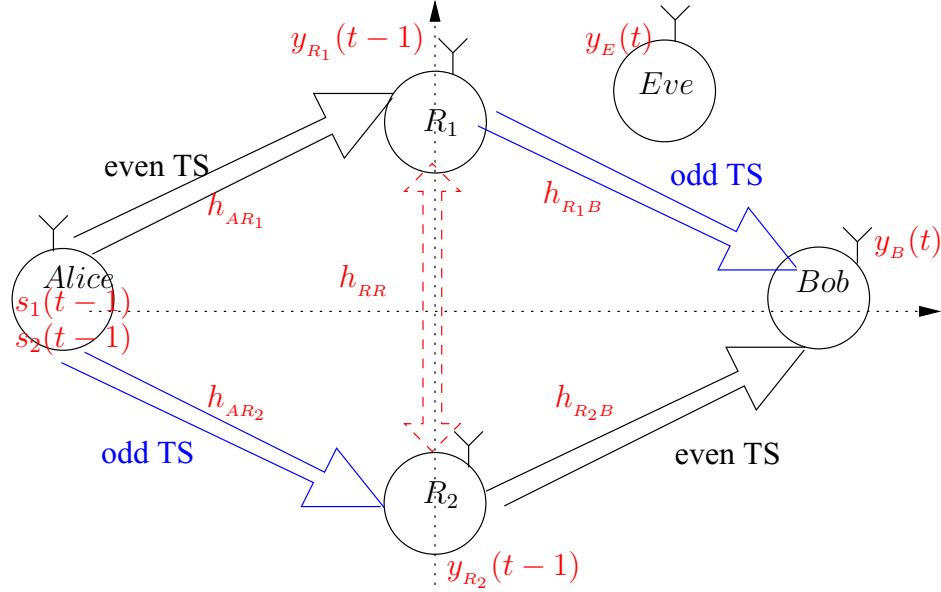 y_{R_1}(t−1)
y_E(t)
Eve
R_1
even TS
odd TS
h_{AR_1}
h_{R_1B}
y_B(t)
Alice
h_{RR}
Bob
s_1(t−1)
s_2(t−1)
h_{AR_2}
h_{R_2B}
odd TS
even TS
R_2
y_{R_2}(t−1)